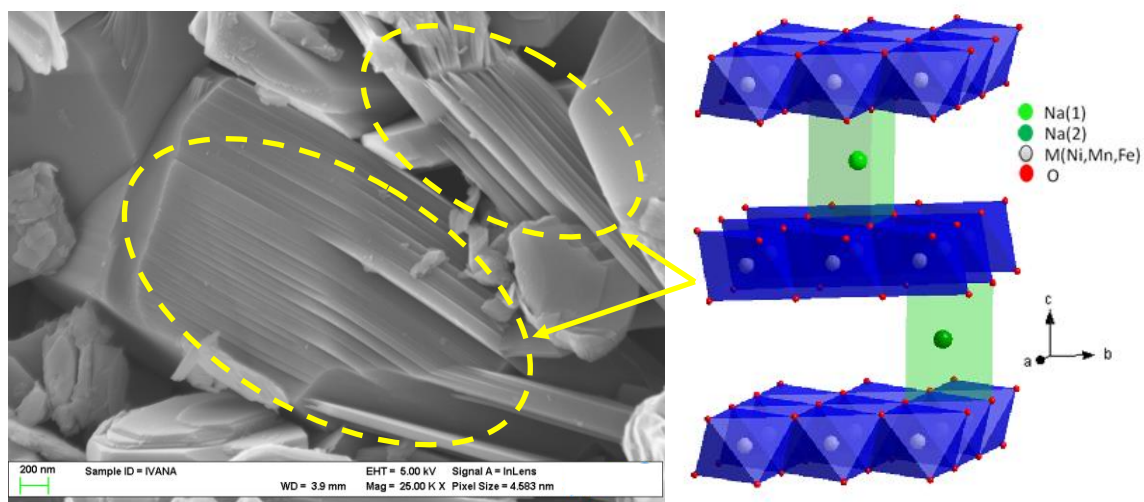 200 nm
Sample ID = IVANA
EHT = 5.00 kV Signal A = InLens
WD = 3.9 mm Mag = 25.00 K X Pixel Size = 4.583 nm
Na(1)
Na(2)
M(Ni,Mn,Fe)
O
c
a
b